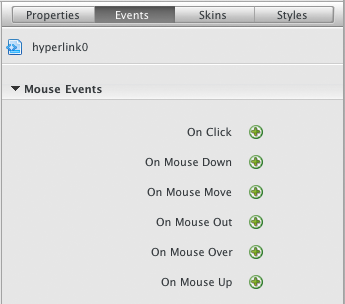 Properties Events Skins Styles
hyperlink0
Mouse Events
On Click
On Mouse Down
On Mouse Move
On Mouse Out
On Mouse Over
On Mouse Up